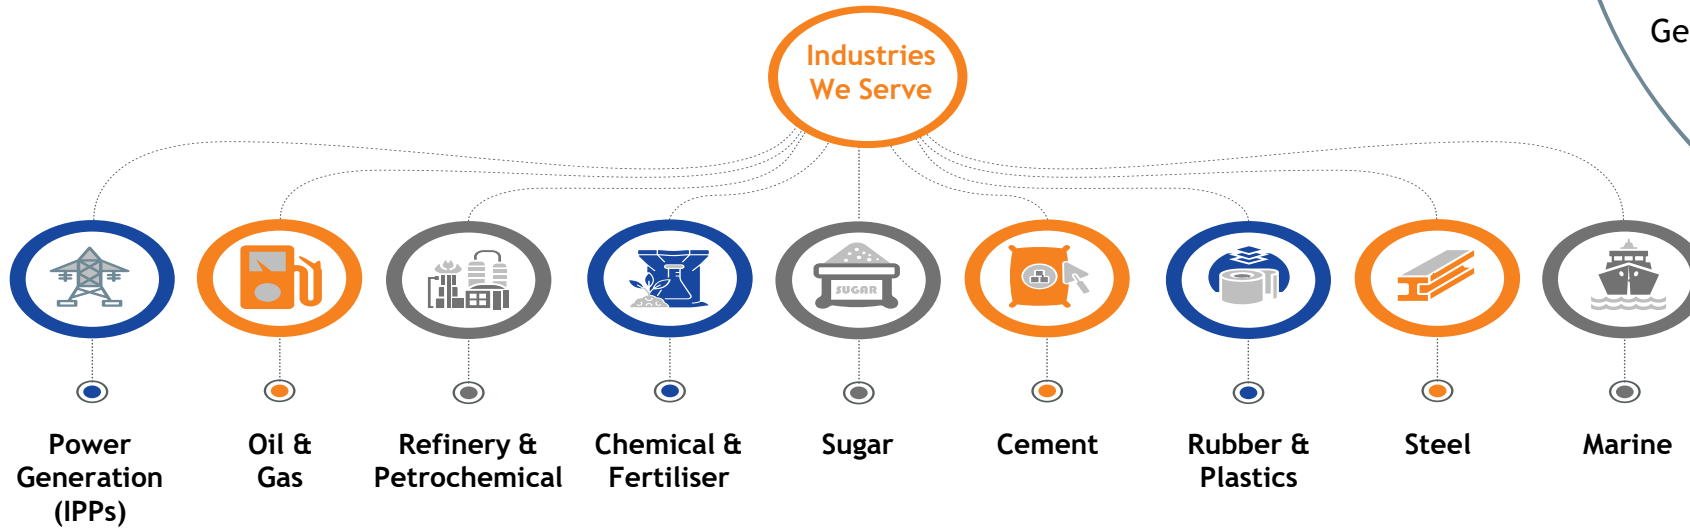 Industries
We Serve
Ge
SUGAR
Power
Generation
(IPPs)
Oil &
Gas
Refinery &
Petrochemical
Chemical &
Fertiliser
Sugar
Cement
Rubber &
Plastics
Steel
Marine